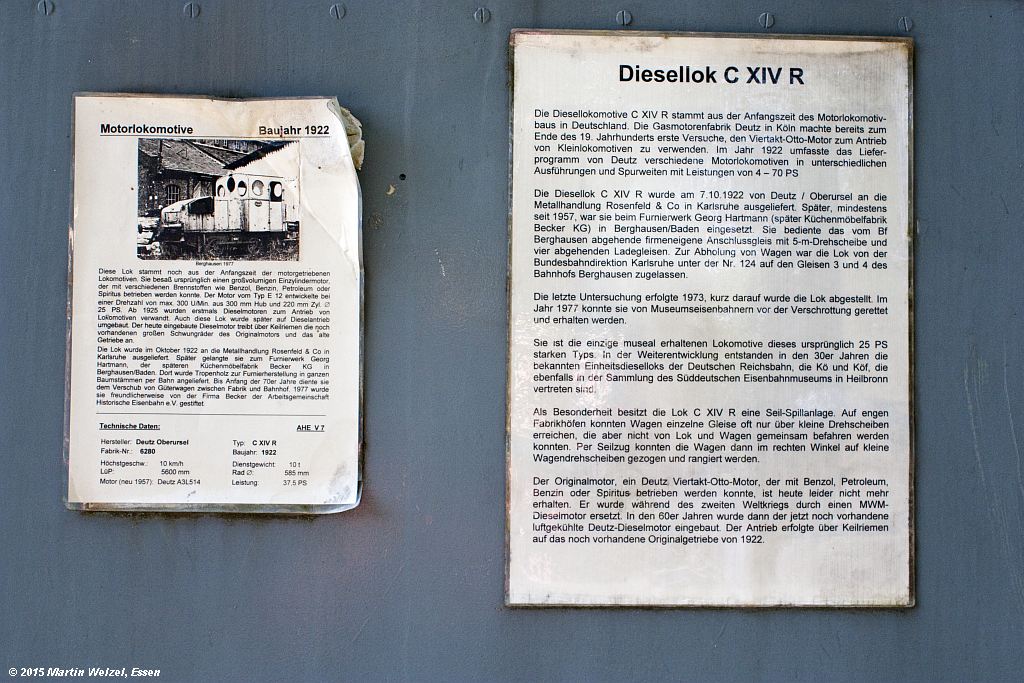 Motorlokomotive Baujahr 1922
Berghausen 1977
Diese Lok stammt noch aus der Anfangszeit der motorgetriebenen
Lokomotiven. Sie besaß ursprünglich einen großvolumigen Einzylindermotor,
der mit verschiedenen Brennstoffen wie Benzol, Benzin, Petroleum oder
Spiritus betrieben werden konnte. Der Motor vom Typ E 12 entwickelte bei
einer Drehzahl von max. 300 U/Min. aus 300 mm Hub und 220 mm Zyl. ∅
25 PS. Ab 1925 wurden erstmals Dieselmotoren zum Antrieb von
Lokomotiven verwandt. Auch diese Lok wurde später auf Dieselantrieb
umgebaut. Der heute eingebaute Dieselmotor treibt über Keilriemen die noch
vorhandenen großen Schwungräder des Originalmotors und das alte
Getriebe an.
Die Lok wurde im Oktober 1922 an die Metallhandlung Rosenfeld & Co in
Karlsruhe ausgeliefert. Später gelangte sie zum Furnierwerk Georg
Hartmann, der späteren Küchenmöbelfabrik Becker KG in
Berghausen/Baden. Dort wurde Tropenholz zur Furnierherstellung in ganzen
Baumstämmen per Bahn angeliefert. Bis Anfang der 70er Jahre diente sie
dem Verschub von Güterwagen zwischen Fabrik und Bahnhof. 1977 wurde
sie freundlicherweise von der Firma Becker der Arbeitsgemeinschaft
Historische Eisenbahn e.V. gestiftet.
Technische Daten: AHE V 7
Hersteller: Deutz Oberursel Typ: C XIV R
Fabrik-Nr.: 6280 Baujahr: 1922
Höchstgeschw.: 10 km/h Dienstgewicht: 10 t
LüP: 5600 mm Rad ∅: 585 mm
Motor (neu 1957): Deutz A3L514 Leistung: 37.5 PS
Diesellok C XIV R
Die Diesellokomotive C XIV R stammt aus der Anfangszeit des Motorlokomotiv-
baus in Deutschland. Die Gasmotorenfabrik Deutz in Köln machte bereits zum
Ende des 19. Jahrhunderts erste Versuche, den Viertakt-Otto-Motor zum Antrieb
von Kleinlokomotiven zu verwenden. Im Jahr 1922 umfasste das Liefer-
programm von Deutz verschiedene Motorlokomotiven in unterschiedlichen
Ausführungen und Spurweiten mit Leistungen von 4 – 70 PS
Die Diesellok C XIV R wurde am 7.10.1922 von Deutz / Oberursel an die
Metallhandlung Rosenfeld & Co in Karlsruhe ausgeliefert. Später, mindestens
seit 1957, war sie beim Furnierwerk Georg Hartmann (später Küchenmöbelfabrik
Becker KG) in Berghausen/Baden eingesetzt. Sie bediente das vom Bf
Berghausen abgehende firmeneigene Anschlussgleis mit 5-m-Drehscheibe und
vier abgehenden Ladegleisen. Zur Abholung von Wagen war die Lok von der
Bundesbahndirektion Karlsruhe unter der Nr. 124 auf den Gleisen 3 und 4 des
Bahnhofs Berghausen zugelassen.
Die letzte Untersuchung erfolgte 1973, kurz darauf wurde die Lok abgestellt. Im
Jahr 1977 konnte sie von Museumseisenbahnern vor der Verschrottung gerettet
und erhalten werden.
Sie ist die einzige museal erhaltenen Lokomotive dieses ursprünglich 25 PS
starken Typs. In der Weiterentwicklung entstanden in den 30er Jahren die
bekannten Einheitsdiesellloks der Deutschen Reichsbahn, die Kö und Köf, die
ebenfalls in der Sammlung des Süddeutschen Eisenbahnmuseums in Heilbronn
vertreten sind.
Als Besonderheit besitzt die Lok C XIV R eine Seil-Spillanlage. Auf engen
Fabrikhöfen konnten Wagen einzelne Gleise oft nur über kleine Drehscheiben
erreichen, die aber nicht von Lok und Wagen gemeinsam befahren werden
konnten. Per Seilzug konnten die Wagen dann im rechten Winkel auf kleine
Wagendrehscheiben gezogen und rangiert werden.
Der Originalmotor, ein Deutz Viertakt-Otto-Motor, der mit Benzol, Petroleum,
Benzin oder Spiritus betrieben werden konnte, ist heute leider nicht mehr
erhalten. Er wurde während des zweiten Weltkriegs durch einen MWM-
Dieselmotor ersetzt. In den 60er Jahren wurde dann der jetzt noch vorhandene
luftgekühlte Deutz-Dieselmotor eingebaut. Der Antrieb erfolgte über Keilriemen
auf das noch vorhandene Originalgetriebe von 1922.
© 2015 Martin Welzel, Essen